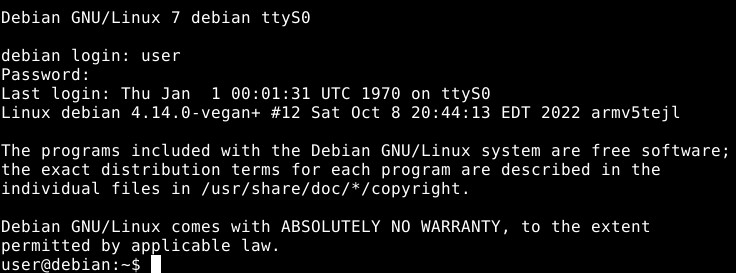 Debian GNU/Linux 7 debian ttyS0
debian login: user
Password:
Last login: Thu Jan  1 00:01:31 UTC 1970 on ttyS0
Linux debian 4.14.0-vegan+ #12 Sat Oct 8 20:44:13 EDT 2022 armv5tejl
The programs included with the Debian GNU/Linux system are free software;
the exact distribution terms for each program are described in the
individual files in /usr/share/doc/*/copyright.
Debian GNU/Linux comes with ABSOLUTELY NO WARRANTY, to the extent
permitted by applicable law.
user@debian:~$